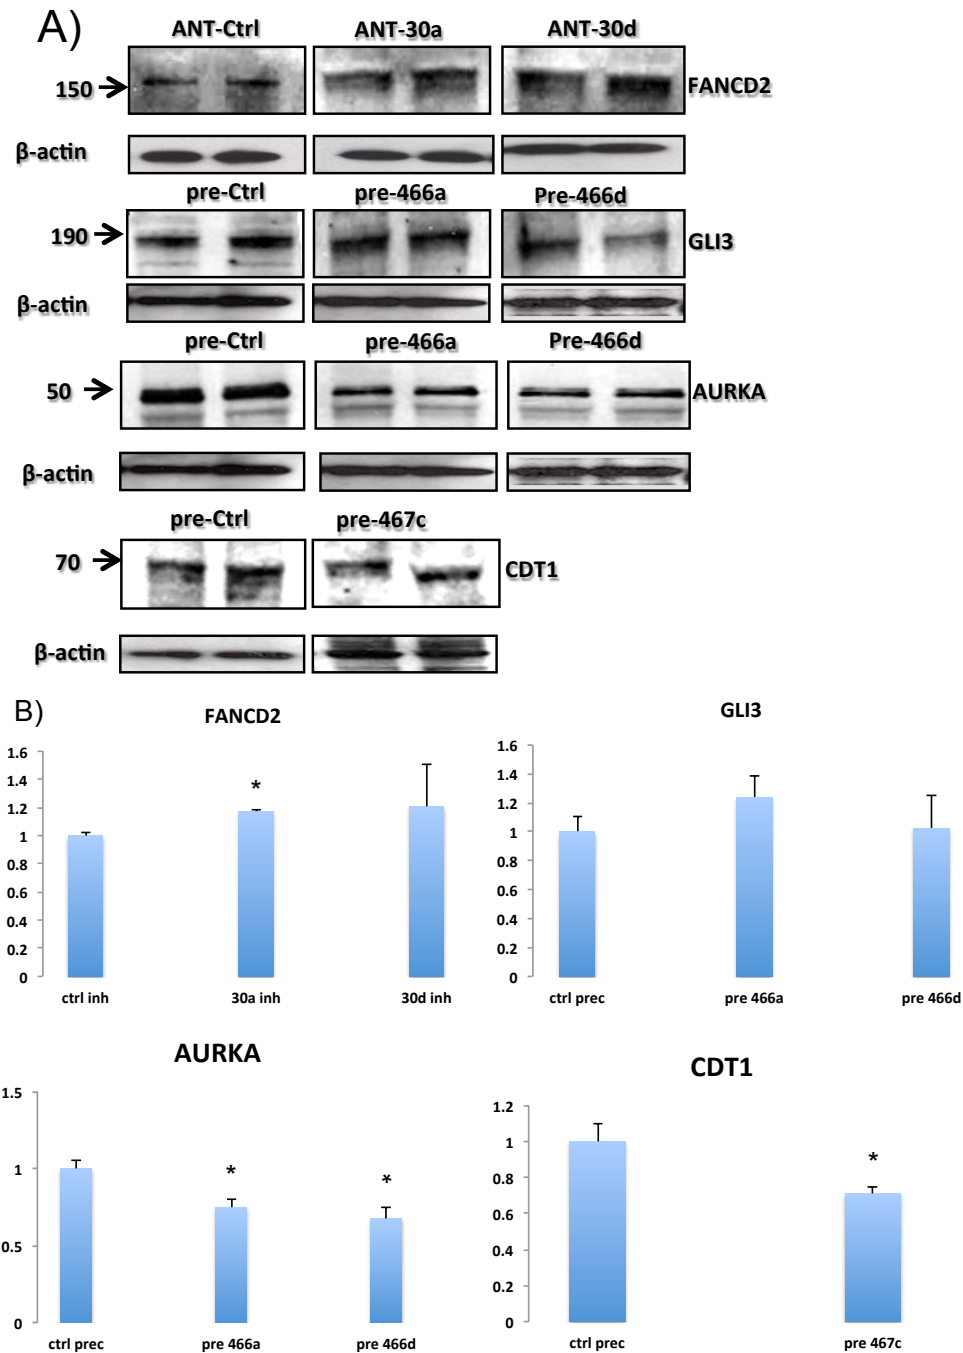 A)
ANT-Ctrl ANT-30a ANT-30d
150 FANCD2
β-actin
pre-Ctrl pre-466a Pre-466d
190 GLI3
β-actin
pre-Ctrl pre-466a Pre-466d
50 AURKA
β-actin
pre-Ctrl pre-467c
70 CDT1
β-actin
B)
FANCD2
1.6
1.4
*
1.2
1
0.8
0.6
0.4
0.2
0
ctrl inh 30a inh 30d inh
GLI3
1.6
1.4
1.2
1
0.8
0.6
0.4
0.2
0
ctrl prec pre 466a pre 466d
AURKA
1.5
1
* *
0.5
0
ctrl prec pre 466a pre 466d
CDT1
1.2
1
*
0.8
0.6
0.4
0.2
0
ctrl prec pre 467c